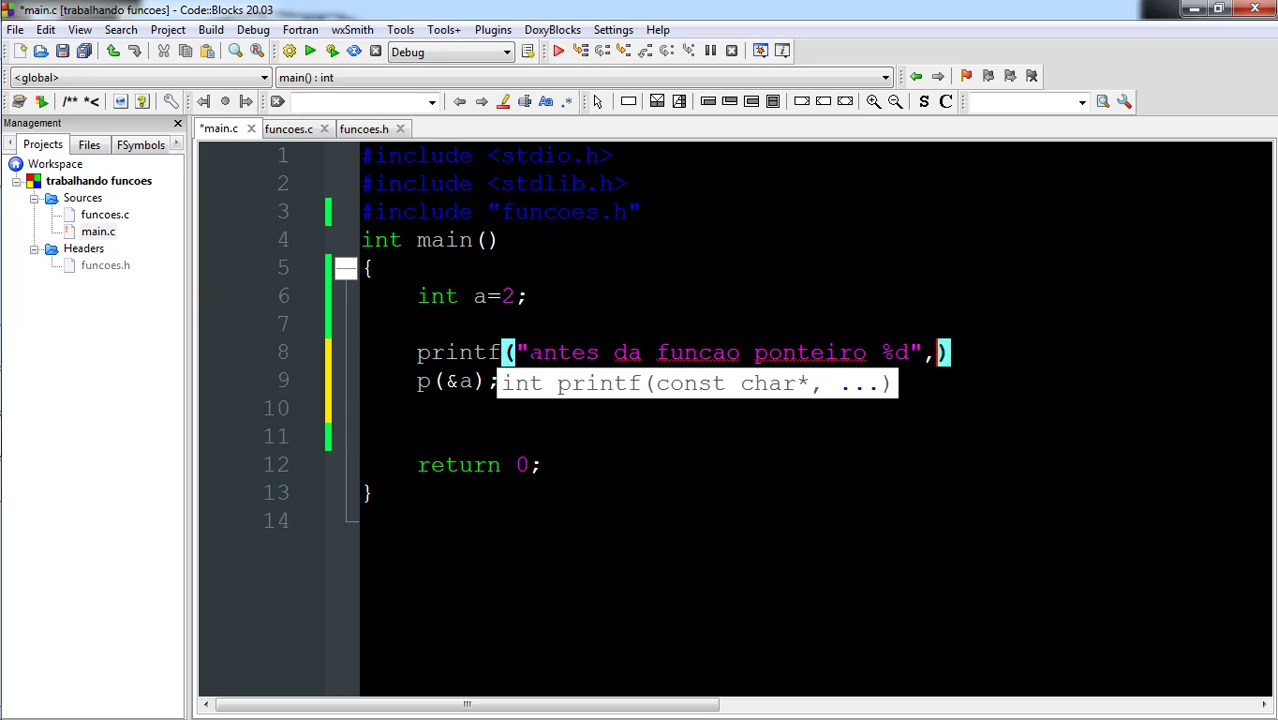 *main.c [trabalhando funcoes] - Code::Blocks 20.03
File Edit View Search Project Build Debug Fortran wxSmith Tools Tools+ Plugins DoxyBlocks Settings Help
Debug
<global> main() : int
/** *< S C
Management
Projects Files FSymbols
*main.c funcoes.c funcoes.h
Workspace
trabalhando funcoes
Sources
funcoes.c
main.c
Headers
funcoes.h
1 #include <stdio.h>
2 #include <stdlib.h>
3 #include "funcoes.h"
4 int main()
5 {
6 int a=2;
7
8 printf("antes da funcao ponteiro %d",)
9 p(&a);
int printf(const char*, ...)
10
11
12 return 0;
13 }
14